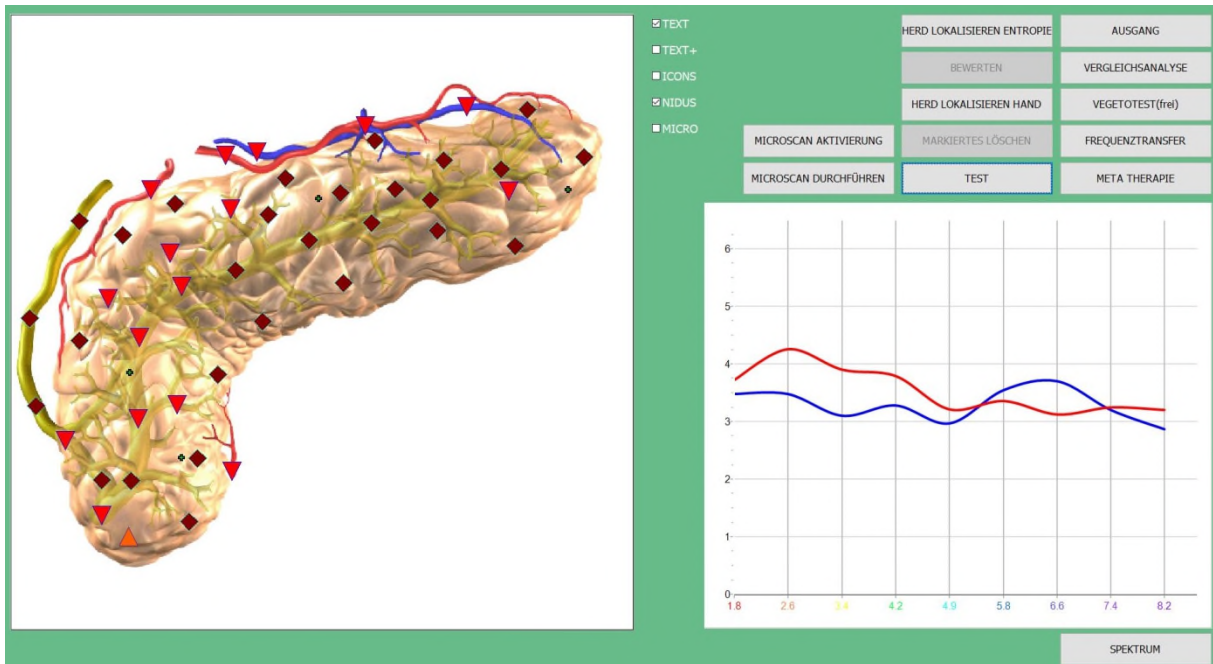 TEXT
TEXT+
ICONS
NIDUS
MICRO
HERD LOKALISIEREN ENTROPIE
AUSGANG
BEWERTEN
VERGLEICHSANALYSE
HERD LOKALISIEREN HAND
VEGETOTEST(frei)
MICROSCAN AKTIVIERUNG
MARKIERTES LÖSCHEN
FREQUENZTRANSFER
MICROSCAN DURCHFÜHREN
TEST
META THERAPIE
6
5
4
3
2
1
0
1.8 2.6 3.4 4.2 4.9 5.8 6.6 7.4 8.2
SPEKTRUM